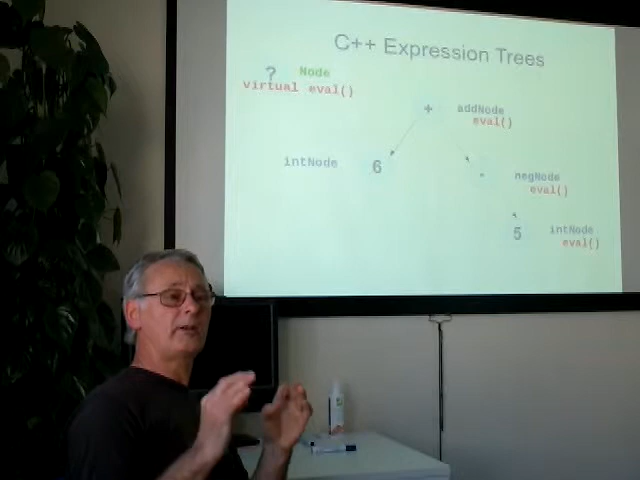 C++ Expression Trees
? Node
virtual eval()
+ addNode
eval()
intNode 6
- negNode
eval()
5 intNode
eval()